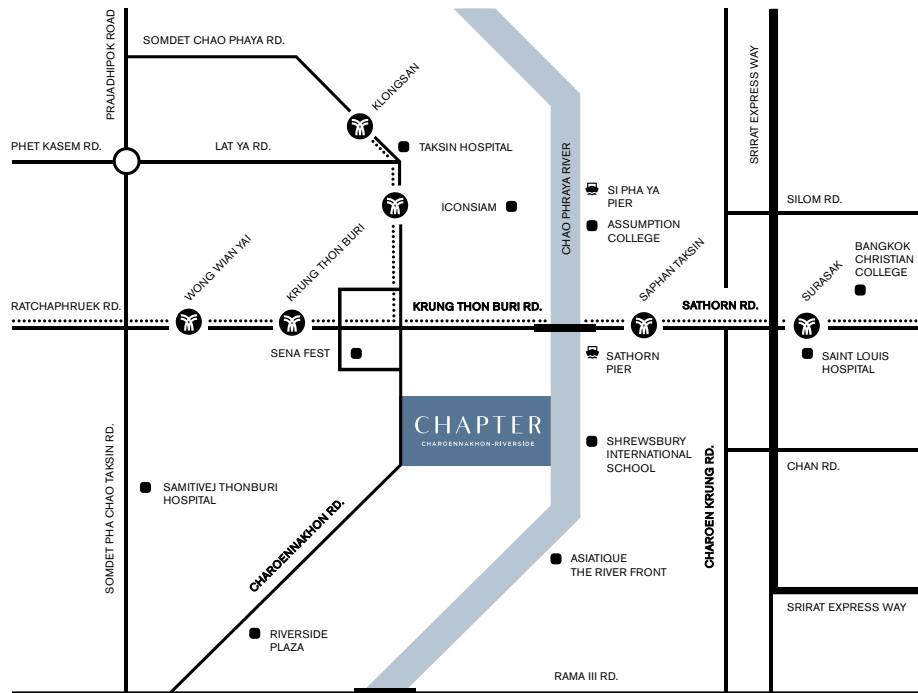 PRAJADHIPOK ROAD
SOMDET CHAO PHAYA RD.
KLONGSAN
PHET KASEM RD.
LAT YA RD.
TAKSIN HOSPITAL
CHAO PHRAYA RIVER
SRIRAT EXPRESS WAY
SI PHA YA
PIER
SILOM RD.
ICONSIAM
ASSUMPTION
COLLEGE
WONG WIAN YAI
KRUNG THON BURI
SAPHAN TAKSIN
SURASAK
BANGKOK
CHRISTIAN
COLLEGE
RATCHAPHRUEK RD.
KRUNG THON BURI RD.
SATHORN RD.
SENA FEST
SATHORN
PIER
SAINT LOUIS
HOSPITAL
CHAPTER
CHAROENNAKHON-RIVERSIDE
SHREWSBURY
INTERNATIONAL
SCHOOL
CHAROEN KRUNG RD.
CHAN RD.
SOMDET PHA CHAO TAKSIN RD.
SAMITIVEJ THONBURI
HOSPITAL
CHAROENNAKHON RD.
ASIATIQUE
THE RIVER FRONT
SRIRAT EXPRESS WAY
RIVERSIDE
PLAZA
RAMA III RD.